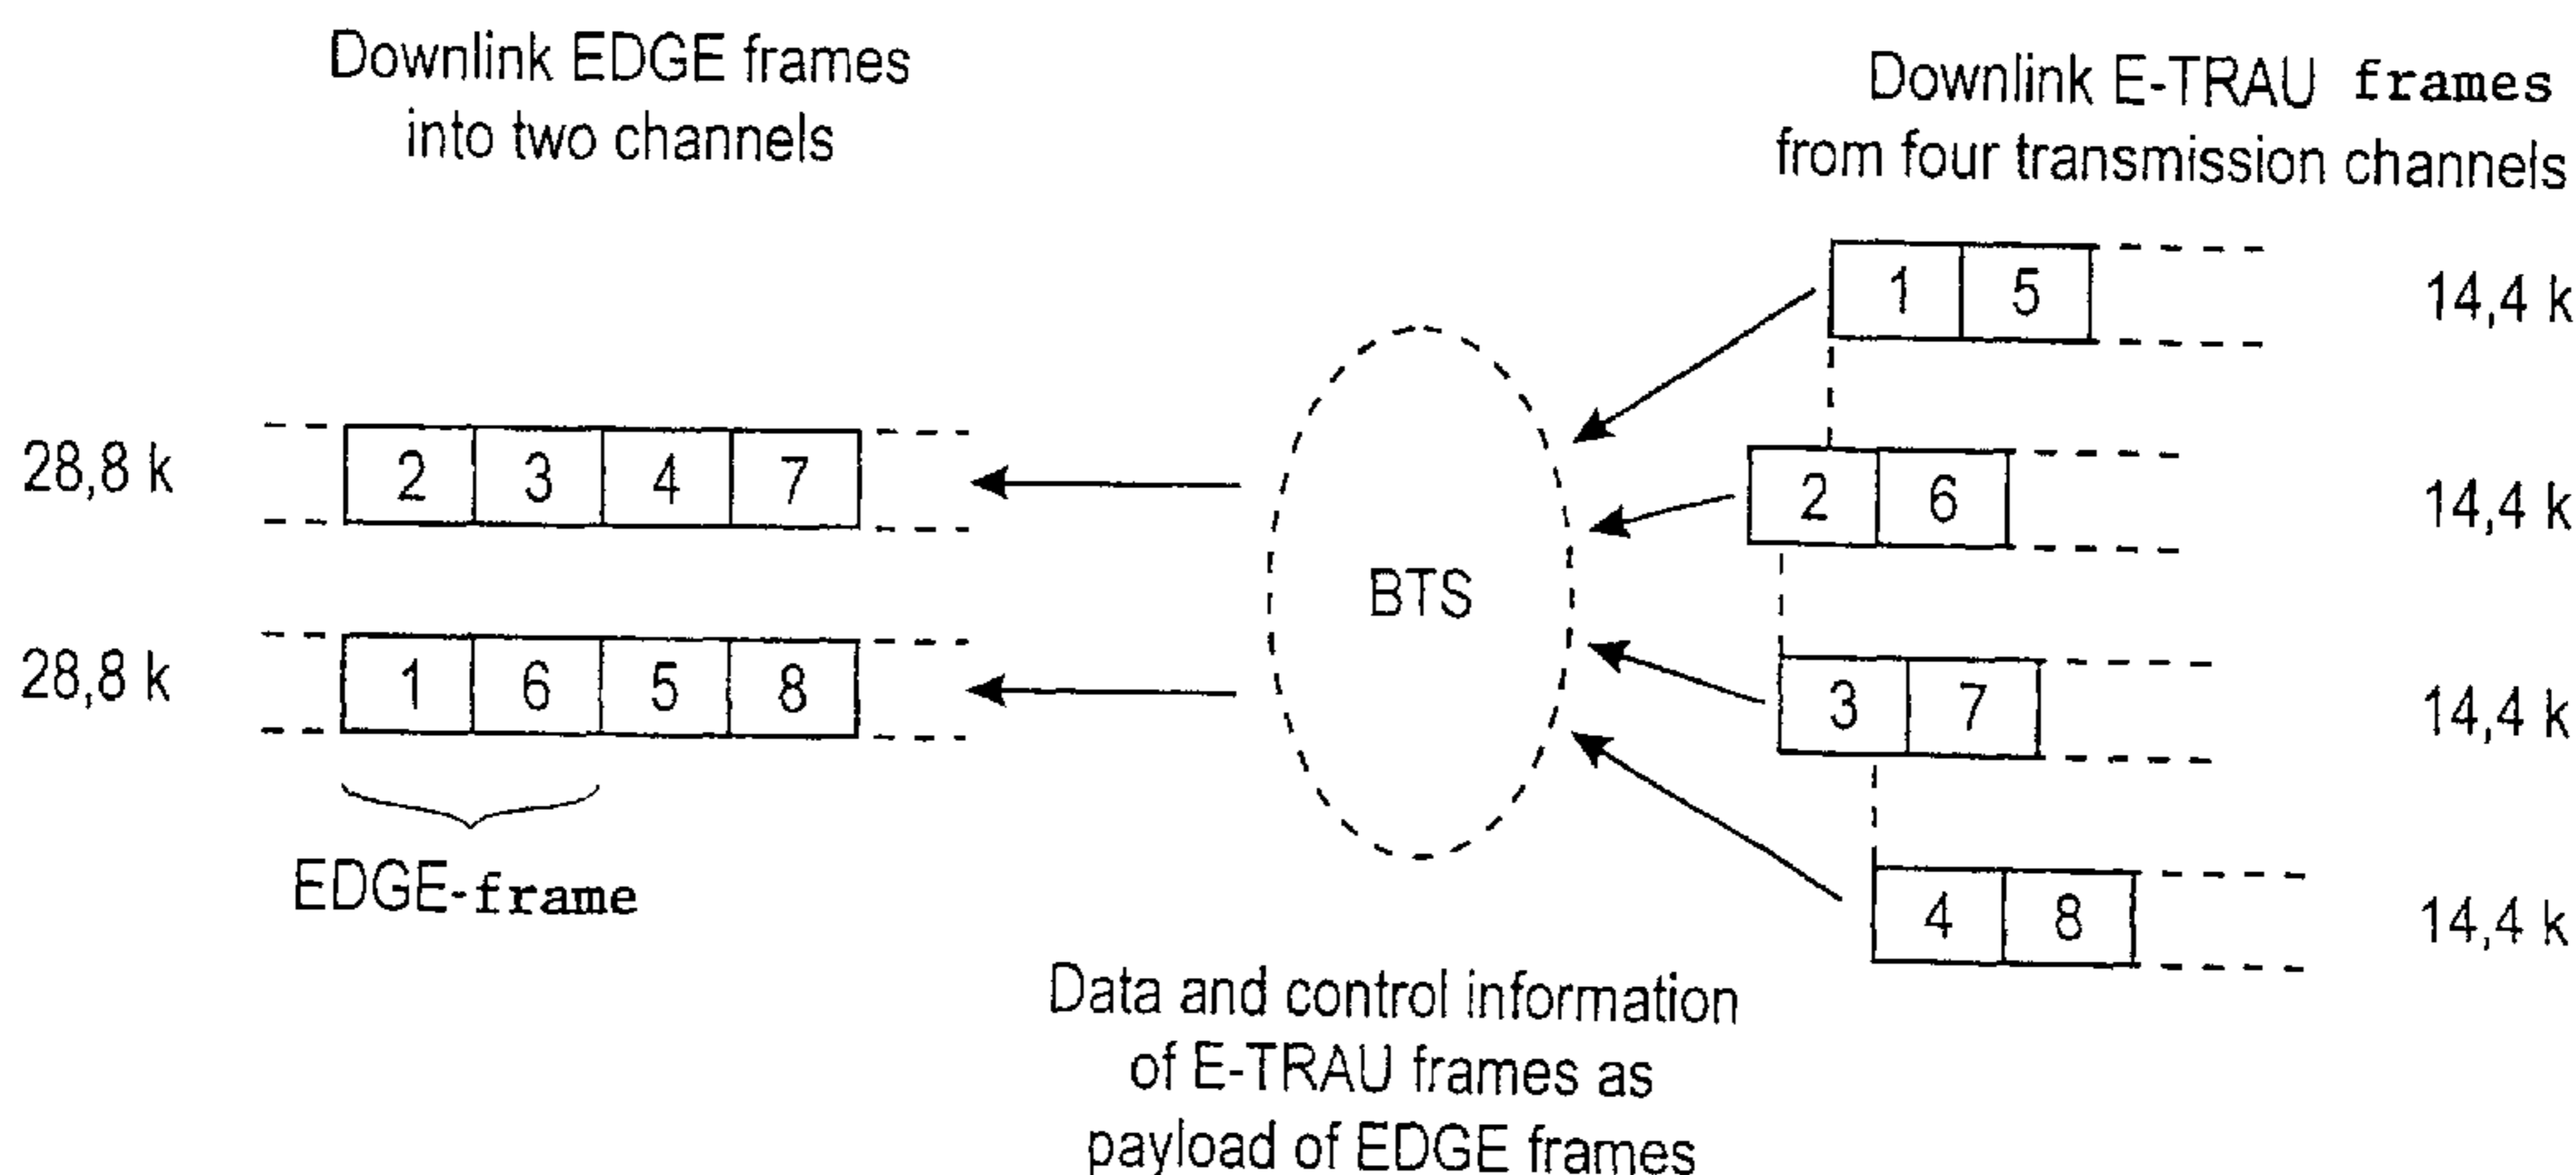 Downlink EDGE frames
into two channels
Downlink E-TRAU frames
from four transmission channels
1 5 14,4 k
28,8 k 2 3 4 7
2 6 14,4 k
BTS
28,8 k 1 6 5 8
3 7 14,4 k
EDGE-frame
4 8 14,4 k
Data and control information
of E-TRAU frames as
payload of EDGE frames